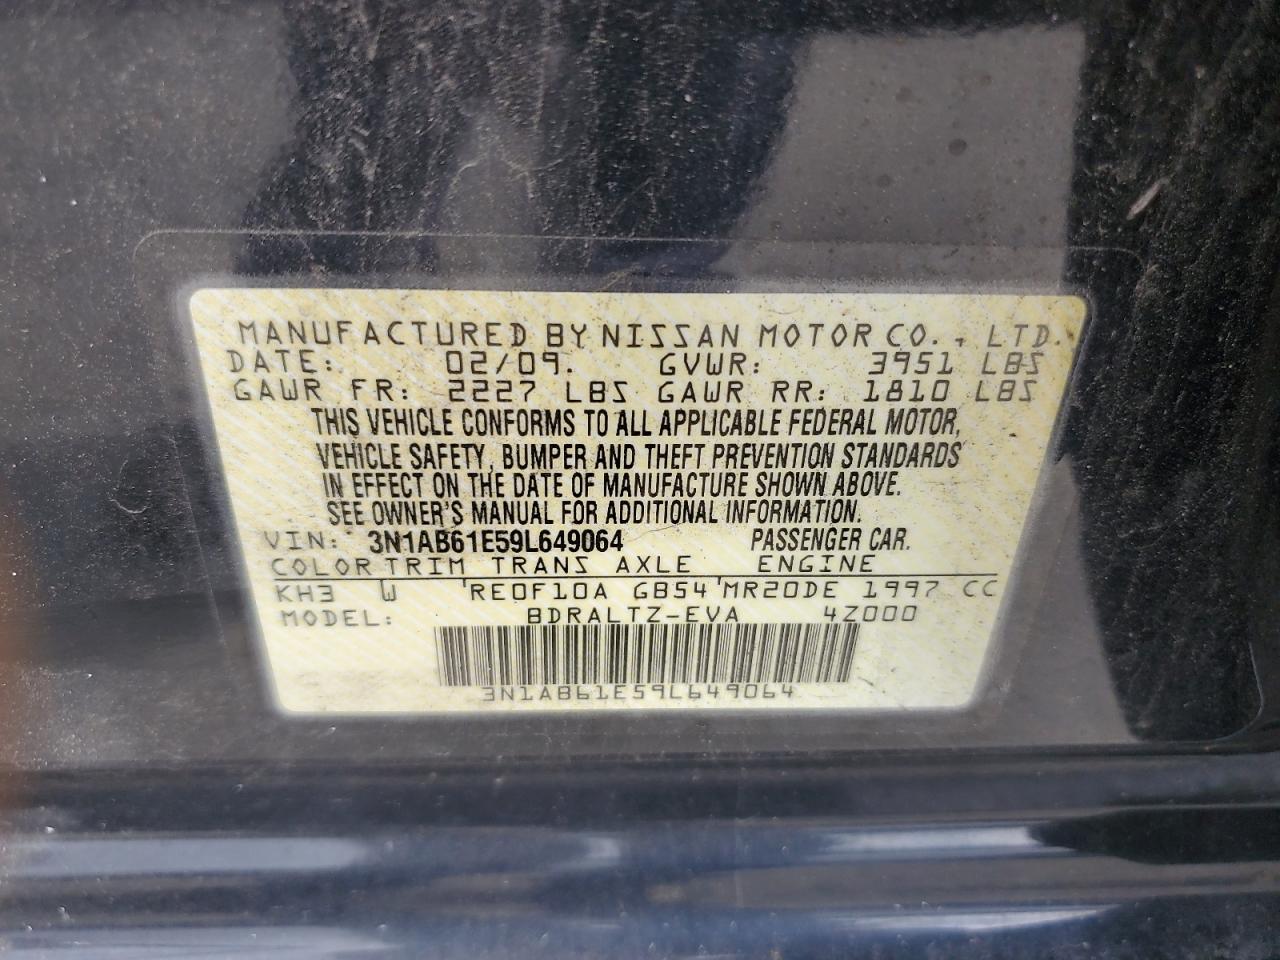 MANUFACTURED BY NISSAN MOTOR CO., LTD.
DATE: 02/09. GVWR: 3951 LBS
GAWR FR: 2227 LBS GAWR RR: 1810 LBS
THIS VEHICLE CONFORMS TO ALL APPLICABLE FEDERAL MOTOR,
VEHICLE SAFETY, BUMPER AND THEFT PREVENTION STANDARDS
IN EFFECT ON THE DATE OF MANUFACTURE SHOWN ABOVE.
SEE OWNER'S MANUAL FOR ADDITIONAL INFORMATION.
VIN: 3N1AB61E59L649064 PASSENGER CAR.
COLOR TRIM TRANS AXLE ENGINE
KH3 W RE0F10A GB54 MR20DE 1997 CC
MODEL: BDRALTZ-EVA 4Z000
3N1AB61E59L649064